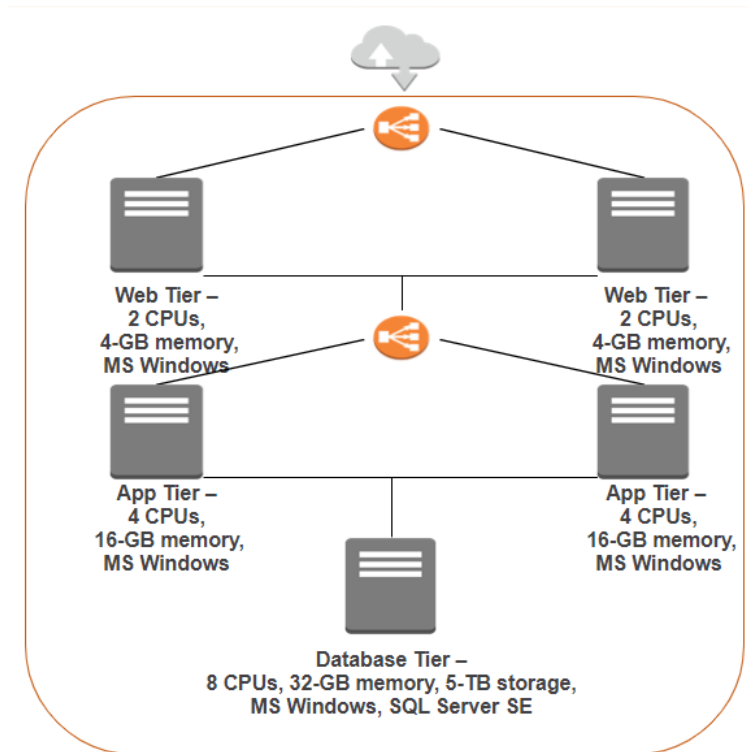 Web Tier –
2 CPUs,
4-GB memory,
MS Windows
Web Tier –
2 CPUs,
4-GB memory,
MS Windows
App Tier –
4 CPUs,
16-GB memory,
MS Windows
App Tier –
4 CPUs,
16-GB memory,
MS Windows
Database Tier –
8 CPUs, 32-GB memory, 5-TB storage,
MS Windows, SQL Server SE